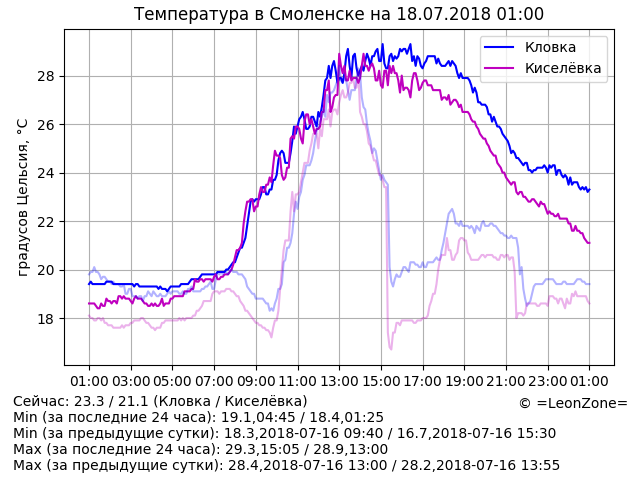 Температура в Смоленске на 18.07.2018 01:00
Кловка
Киселёвка
градусов Цельсия, °C
28
26
24
22
20
18
01:00 03:00 05:00 07:00 09:00 11:00 13:00 15:00 17:00 19:00 21:00 23:00 01:00
Сейчас: 23.3 / 21.1 (Кловка / Киселёвка)
© =LeonZone=
Min (за последние 24 часа): 19.1,04:45 / 18.4,01:25
Min (за предыдущие сутки): 18.3,2018-07-16 09:40 / 16.7,2018-07-16 15:30
Max (за последние 24 часа): 29.3,15:05 / 28.9,13:00
Max (за предыдущие сутки): 28.4,2018-07-16 13:00 / 28.2,2018-07-16 13:55